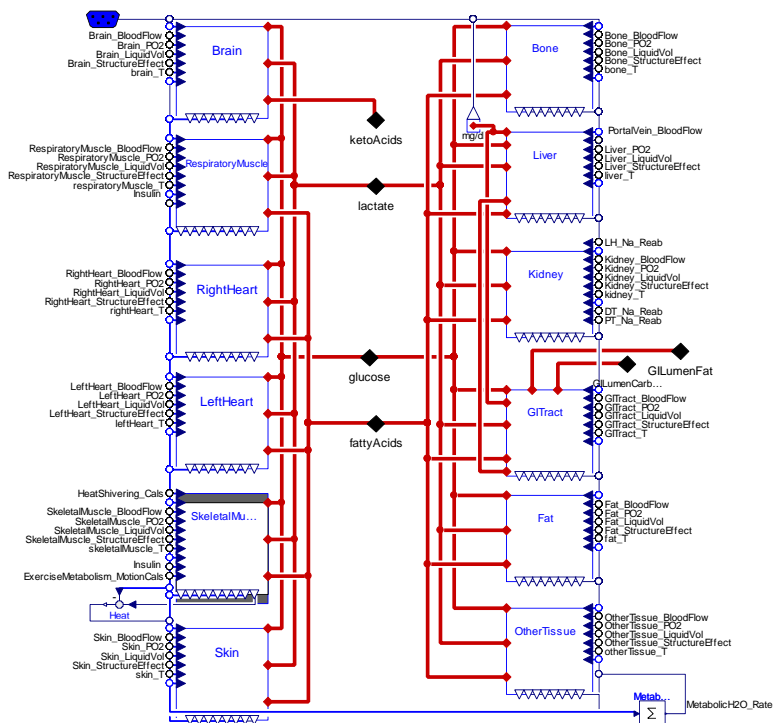 Brain_BloodFlow
Brain_PO2
Brain_LiquidVol
Brain_StructureEffect
brain_T
Brain
ketoAcids
RespiratoryMuscle_BloodFlow
RespiratoryMuscle_PO2
RespiratoryMuscle_LiquidVol
RespiratoryMuscle_StructureEffect
respiratoryMuscle_T
Insulin
RespiratoryMuscle
lactate
RightHeart_BloodFlow
RightHeart_PO2
RightHeart_LiquidVol
RightHeart_StructureEffect
rightHeart_T
RightHeart
glucose
LeftHeart_BloodFlow
LeftHeart_PO2
LeftHeart_LiquidVol
LeftHeart_StructureEffect
leftHeart_T
LeftHeart
fattyAcids
HeatShivering_Cals
SkeletalMuscle_BloodFlow
SkeletalMuscle_PO2
SkeletalMuscle_LiquidVol
SkeletalMuscle_StructureEffect
skeletalMuscle_T
Insulin
ExerciseMetabolism_MotionCals
SkeletalMu...
-
Heat
Skin_BloodFlow
Skin_PO2
Skin_LiquidVol
Skin_StructureEffect
skin_T
Skin
Bone
Bone_BloodFlow
Bone_PO2
Bone_LiquidVol
Bone_StructureEffect
bone_T
mg/d
Liver
PortalVein_BloodFlow
Liver_PO2
Liver_LiquidVol
Liver_StructureEffect
liver_T
Kidney
LH_Na_Reab
Kidney_BloodFlow
Kidney_PO2
Kidney_LiquidVol
Kidney_StructureEffect
kidney_T
DT_Na_Reab
PT_Na_Reab
GILumenFat
GILumenCarb...
GITract
GITract_BloodFlow
GITract_PO2
GITract_LiquidVol
GITract_StructureEffect
GITract_T
Fat
Fat_BloodFlow
Fat_PO2
Fat_LiquidVol
Fat_StructureEffect
fat_T
OtherTissue
OtherTissue_BloodFlow
OtherTissue_PO2
OtherTissue_LiquidVol
OtherTissue_StructureEffect
otherTissue_T
Metab...
Σ
MetabolicH2O_Rate